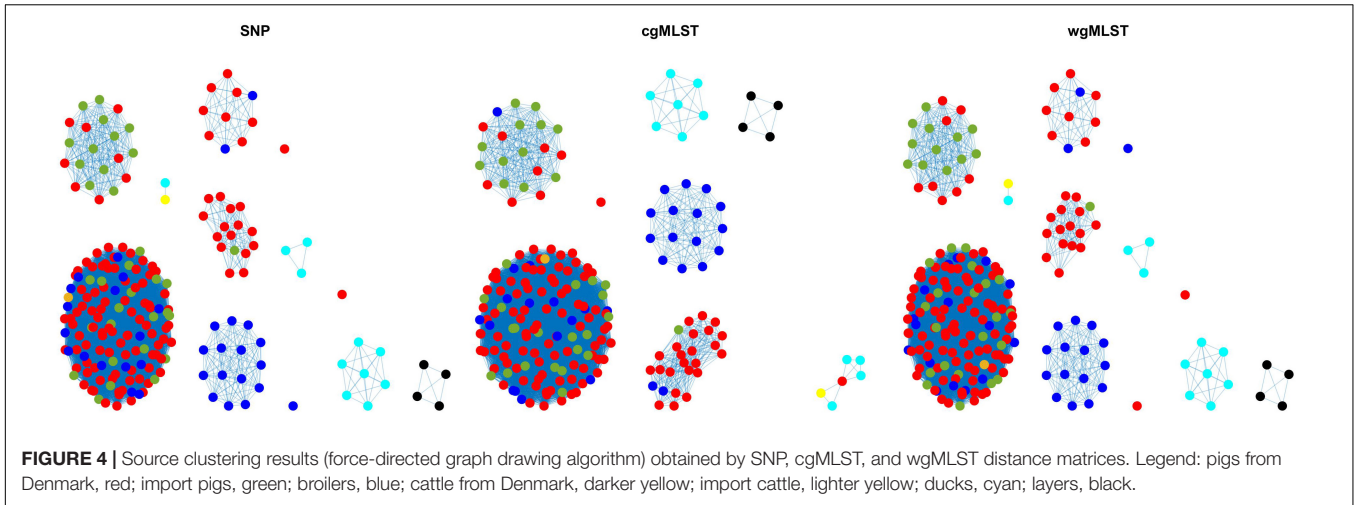 SNP
cgMLST
wgMLST
FIGURE 4 | Source clustering results (force-directed graph drawing algorithm) obtained by SNP, cgMLST, and wgMLST distance matrices. Legend: pigs from
Denmark, red; import pigs, green; broilers, blue; cattle from Denmark, darker yellow; import cattle, lighter yellow; ducks, cyan; layers, black.